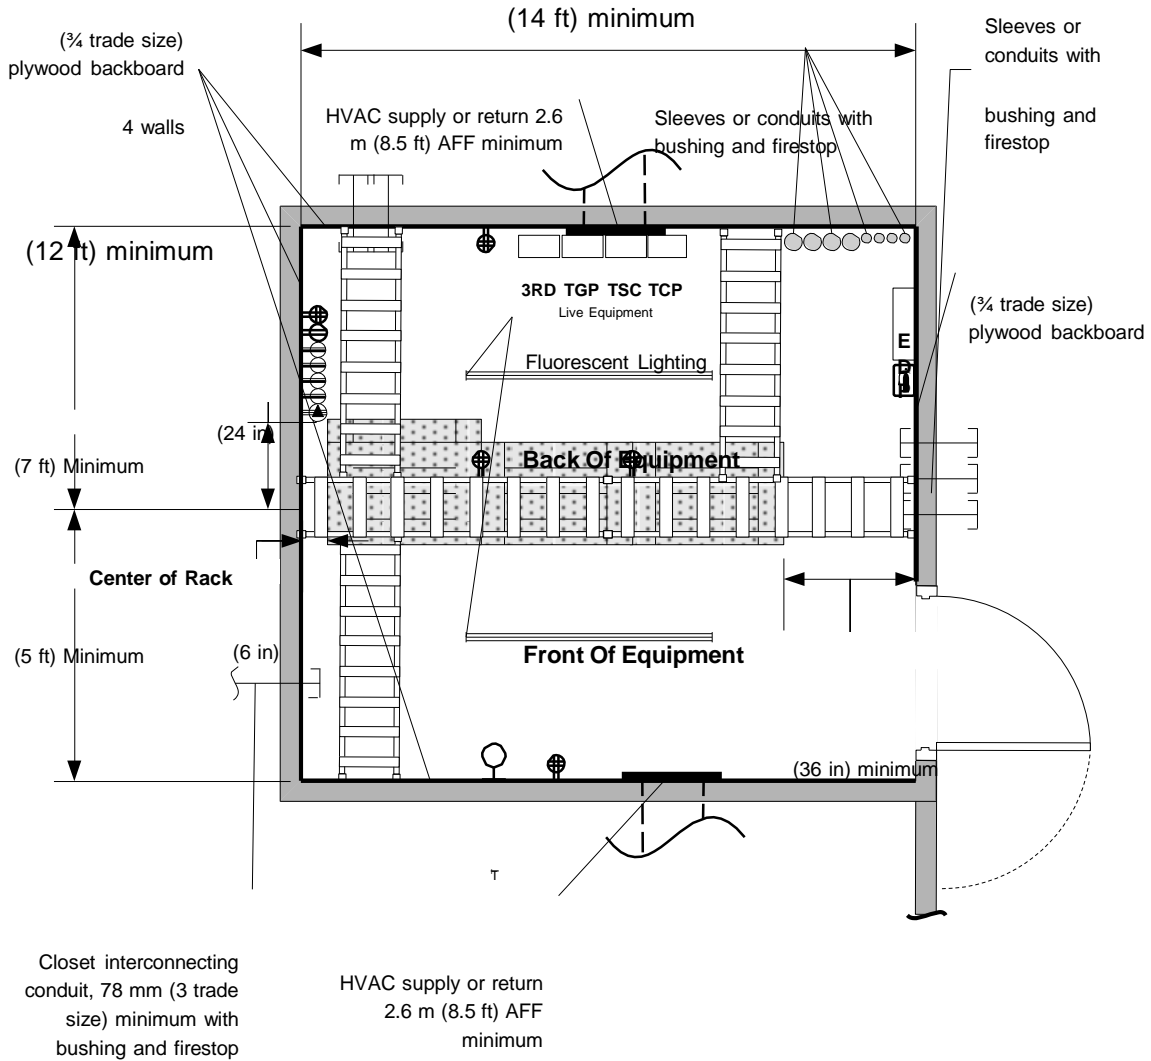 (14 ft) minimum
Sleeves or
conduits with
bushing and
firestop
(¾ trade size)
plywood backboard
4 walls
HVAC supply or return 2.6
m (8.5 ft) AFF minimum
Sleeves or conduits with
bushing and firestop
(12 ft) minimum
3RD TGP TSC TCP
Live Equipment
(¾ trade size)
plywood backboard
Fluorescent Lighting
(24 in)
(7 ft) Minimum
Back Of Equipment
Center of Rack
(5 ft) Minimum
(6 in)
Front Of Equipment
(36 in) minimum
T
Closet interconnecting
conduit, 78 mm (3 trade
size) minimum with
bushing and firestop
HVAC supply or return
2.6 m (8.5 ft) AFF
minimum